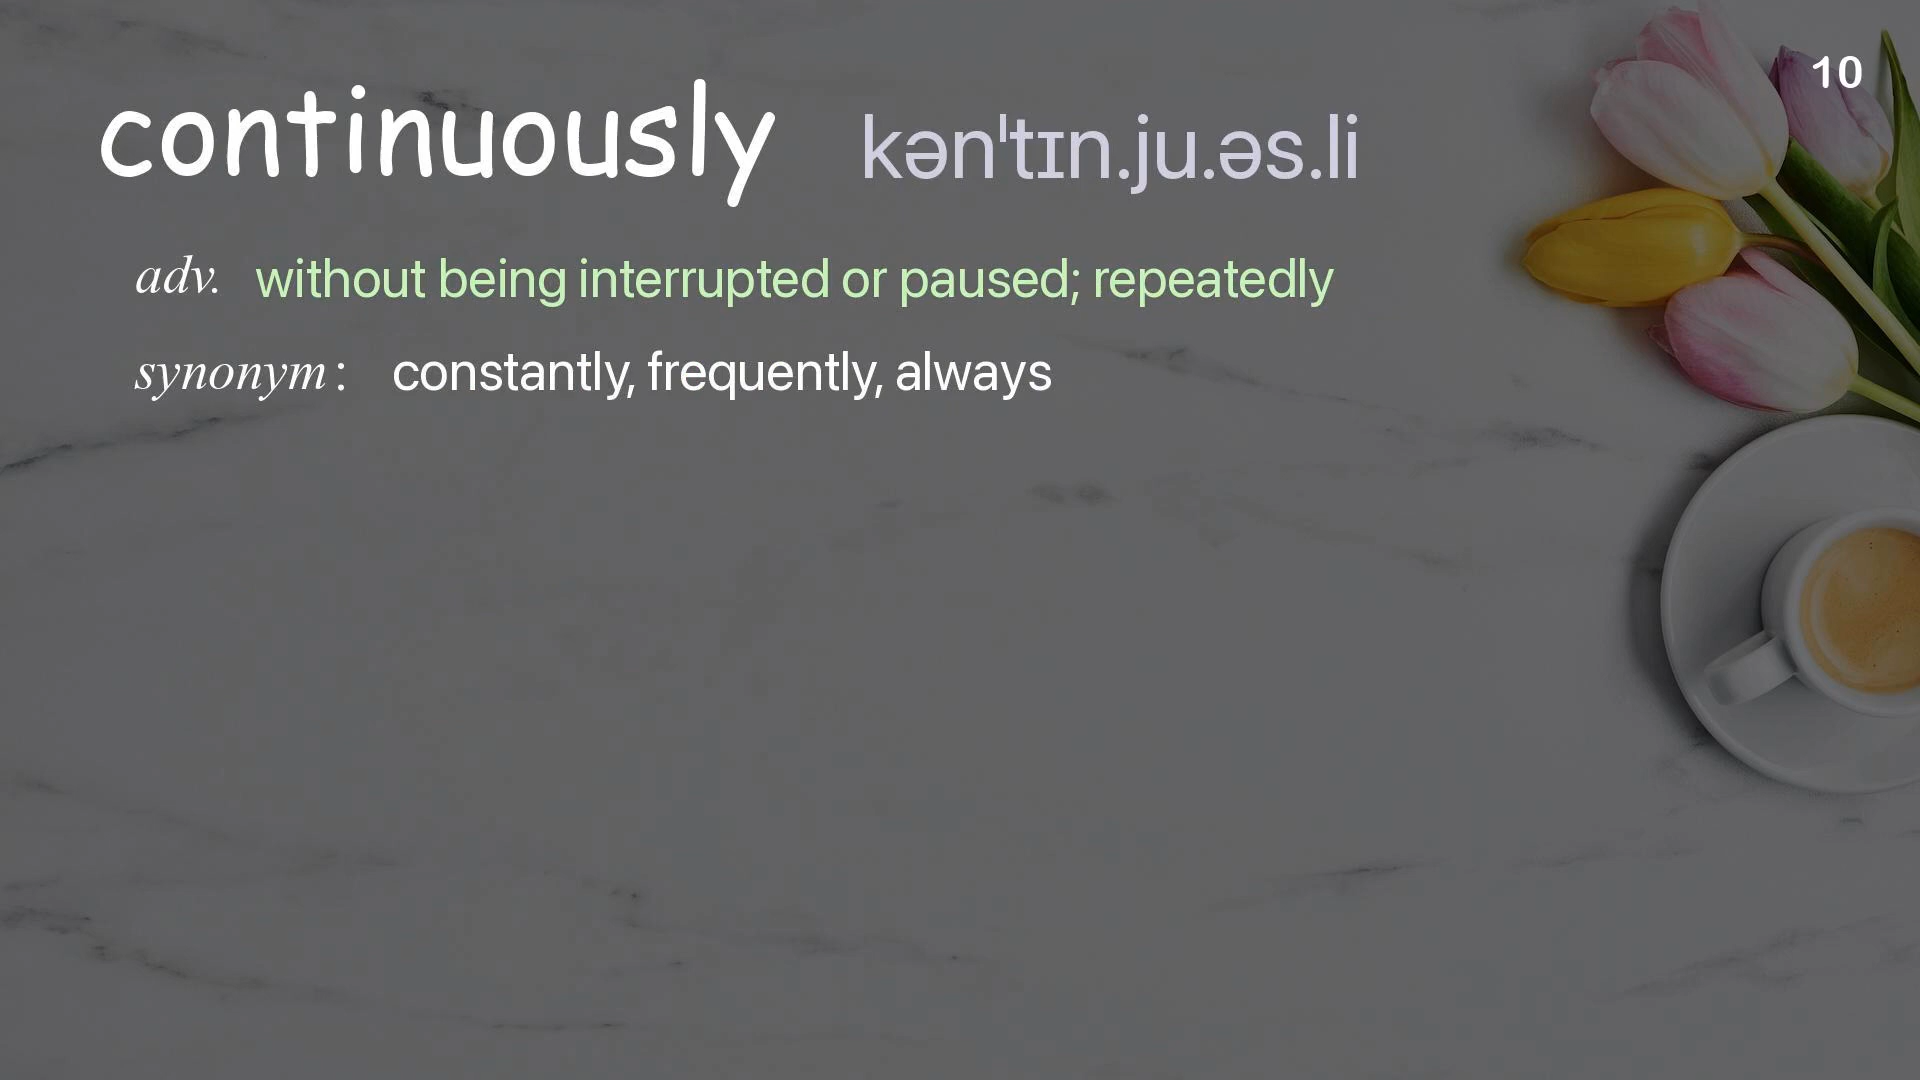 10
continuously kən'tɪn.ju.əs.li
adv. without being interrupted or paused; repeatedly
synonym : constantly, frequently, always